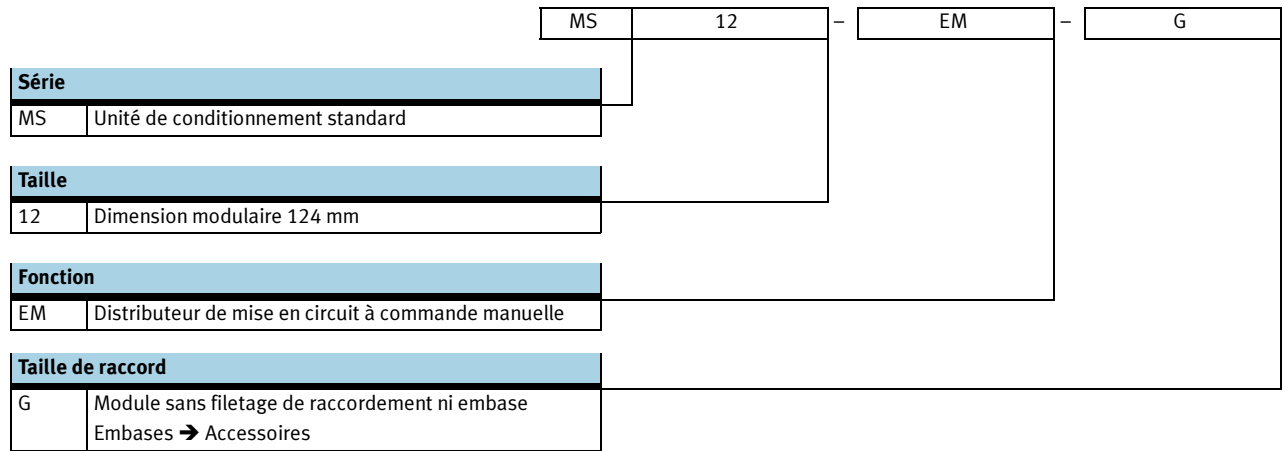 MS 12 – EM – G
Série
MS Unité de conditionnement standard
Taille
12 Dimension modulaire 124 mm
Fonction
EM Distributeur de mise en circuit à commande manuelle
Taille de raccord
G Module sans filetage de raccordement ni embase
Embases ➔ Accessoires